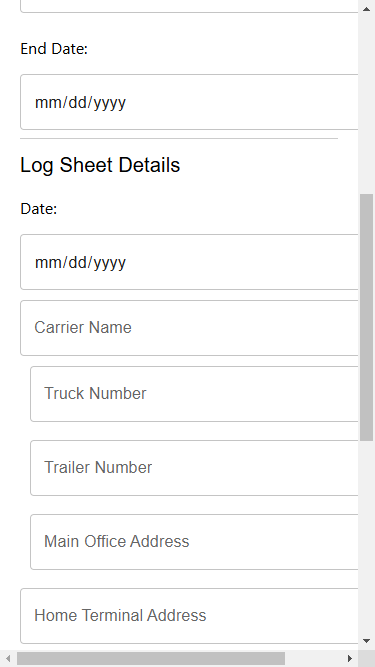 End Date:
mm/dd/yyyy
Log Sheet Details
Date:
mm/dd/yyyy
Carrier Name
Truck Number
Trailer Number
Main Office Address
Home Terminal Address